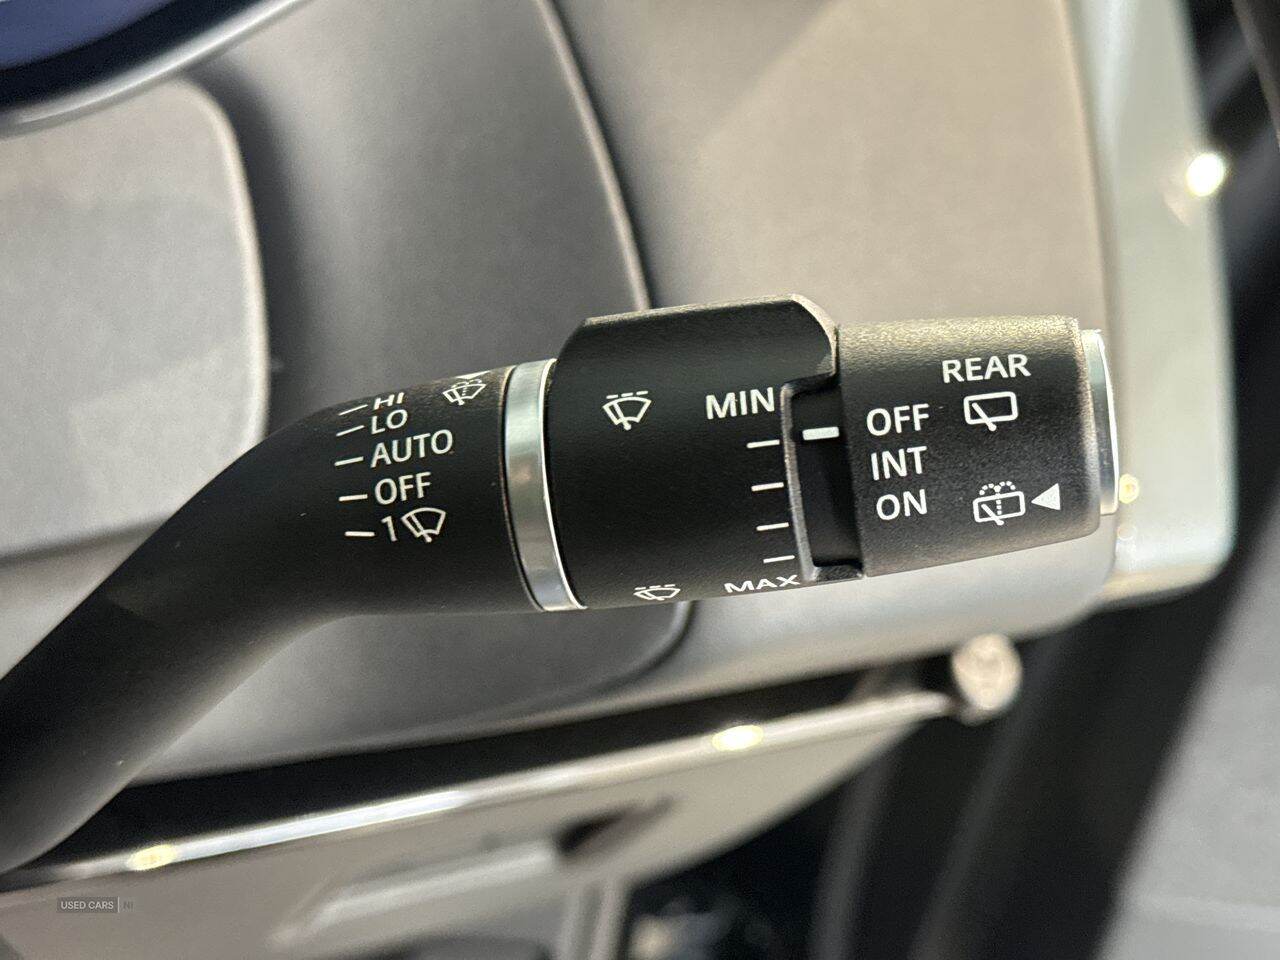 HI
LO
AUTO
OFF
1
MIN
MAX
REAR
OFF
INT
ON
USED CARS NI